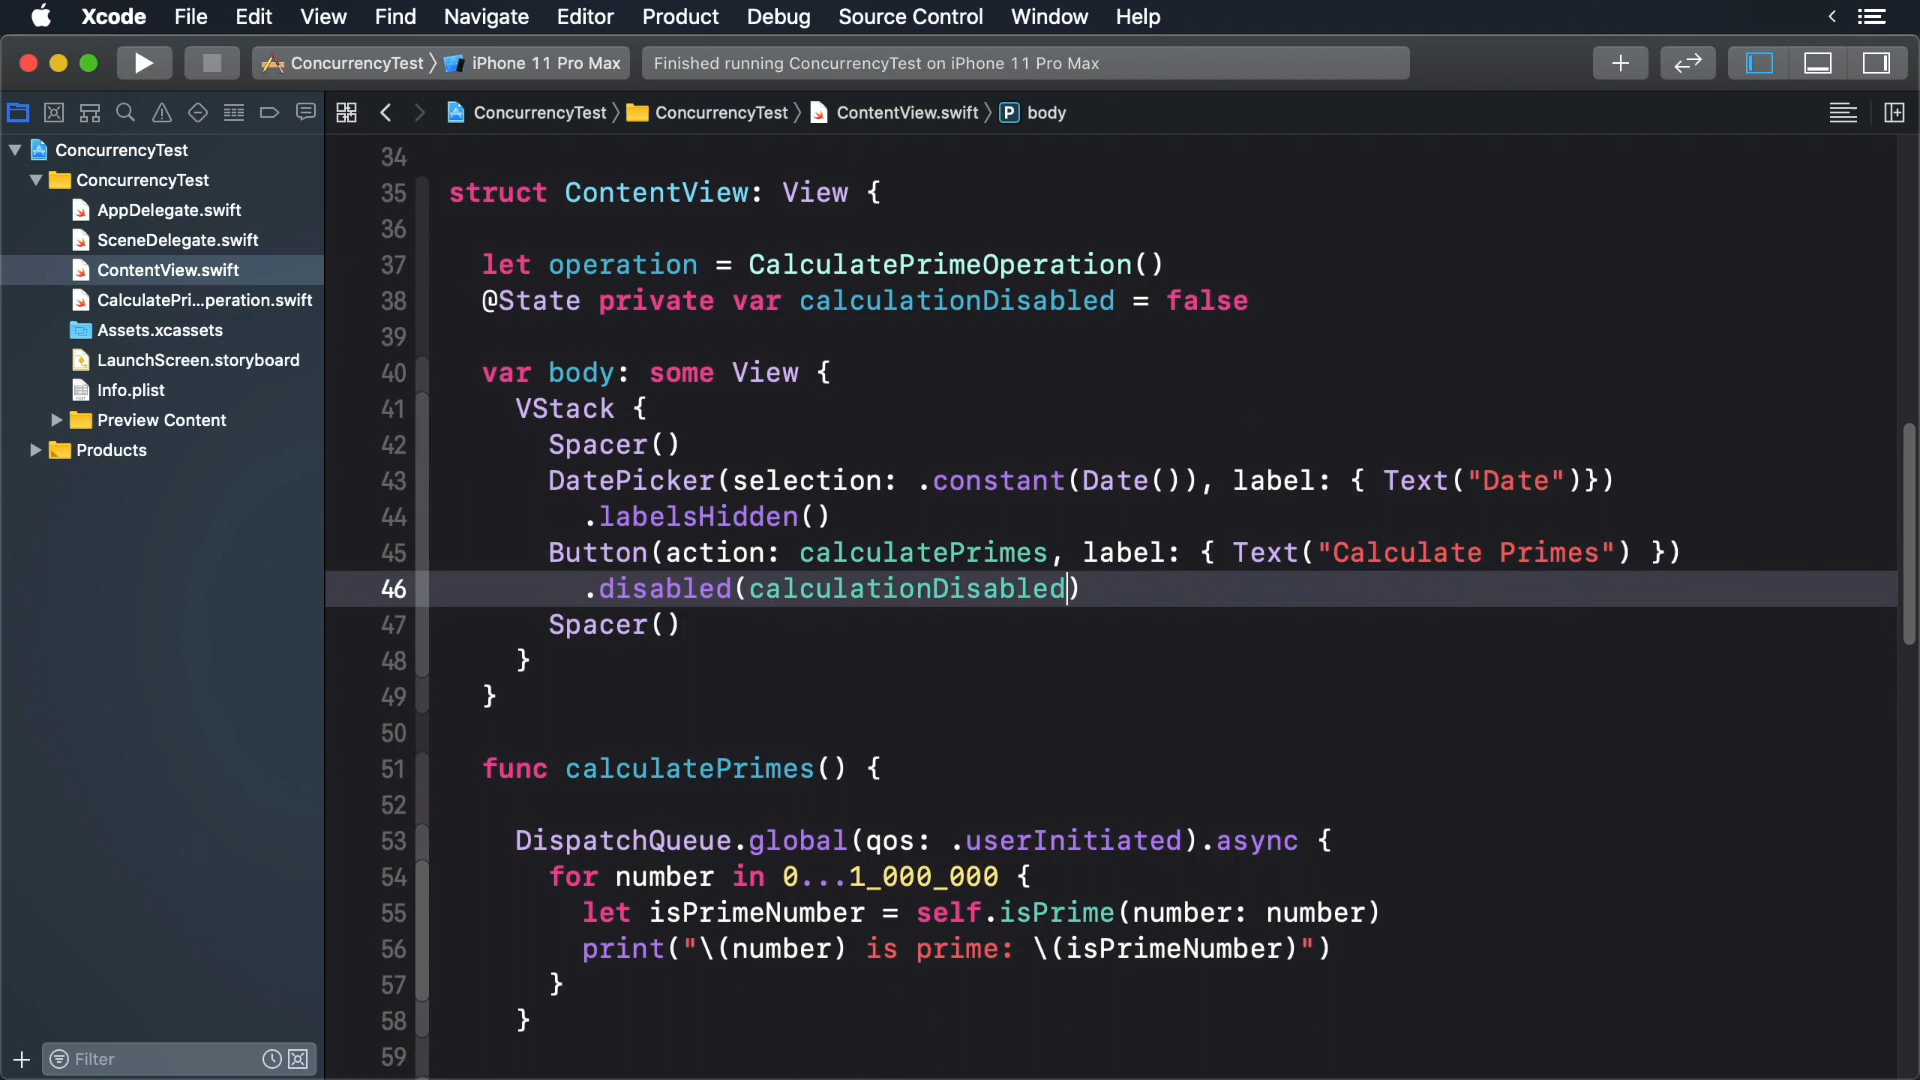 Xcode File Edit View Find Navigate Editor Product Debug Source Control Window Help
ConcurrencyTest iPhone 11 Pro Max Finished running ConcurrencyTest on iPhone 11 Pro Max
ConcurrencyTest ConcurrencyTest ContentView.swift P body
ConcurrencyTest
ConcurrencyTest
AppDelegate.swift
SceneDelegate.swift
ContentView.swift
CalculatePri...peration.swift
Assets.xcassets
LaunchScreen.storyboard
Info.plist
Preview Content
Products
Filter
34
35 struct ContentView: View {
36
37 let operation = CalculatePrimeOperation()
38 @State private var calculationDisabled = false
39
40 var body: some View {
41 VStack {
42 Spacer()
43 DatePicker(selection: .constant(Date()), label: { Text("Date")})
44 .labelsHidden()
45 Button(action: calculatePrimes, label: { Text("Calculate Primes") })
46 .disabled(calculationDisabled)
47 Spacer()
48 }
49 }
50
51 func calculatePrimes() {
52
53 DispatchQueue.global(qos: .userInitiated).async {
54 for number in 0...1_000_000 {
55 let isPrimeNumber = self.isPrime(number: number)
56 print("\(number) is prime: \(isPrimeNumber)")
57 }
58 }
59